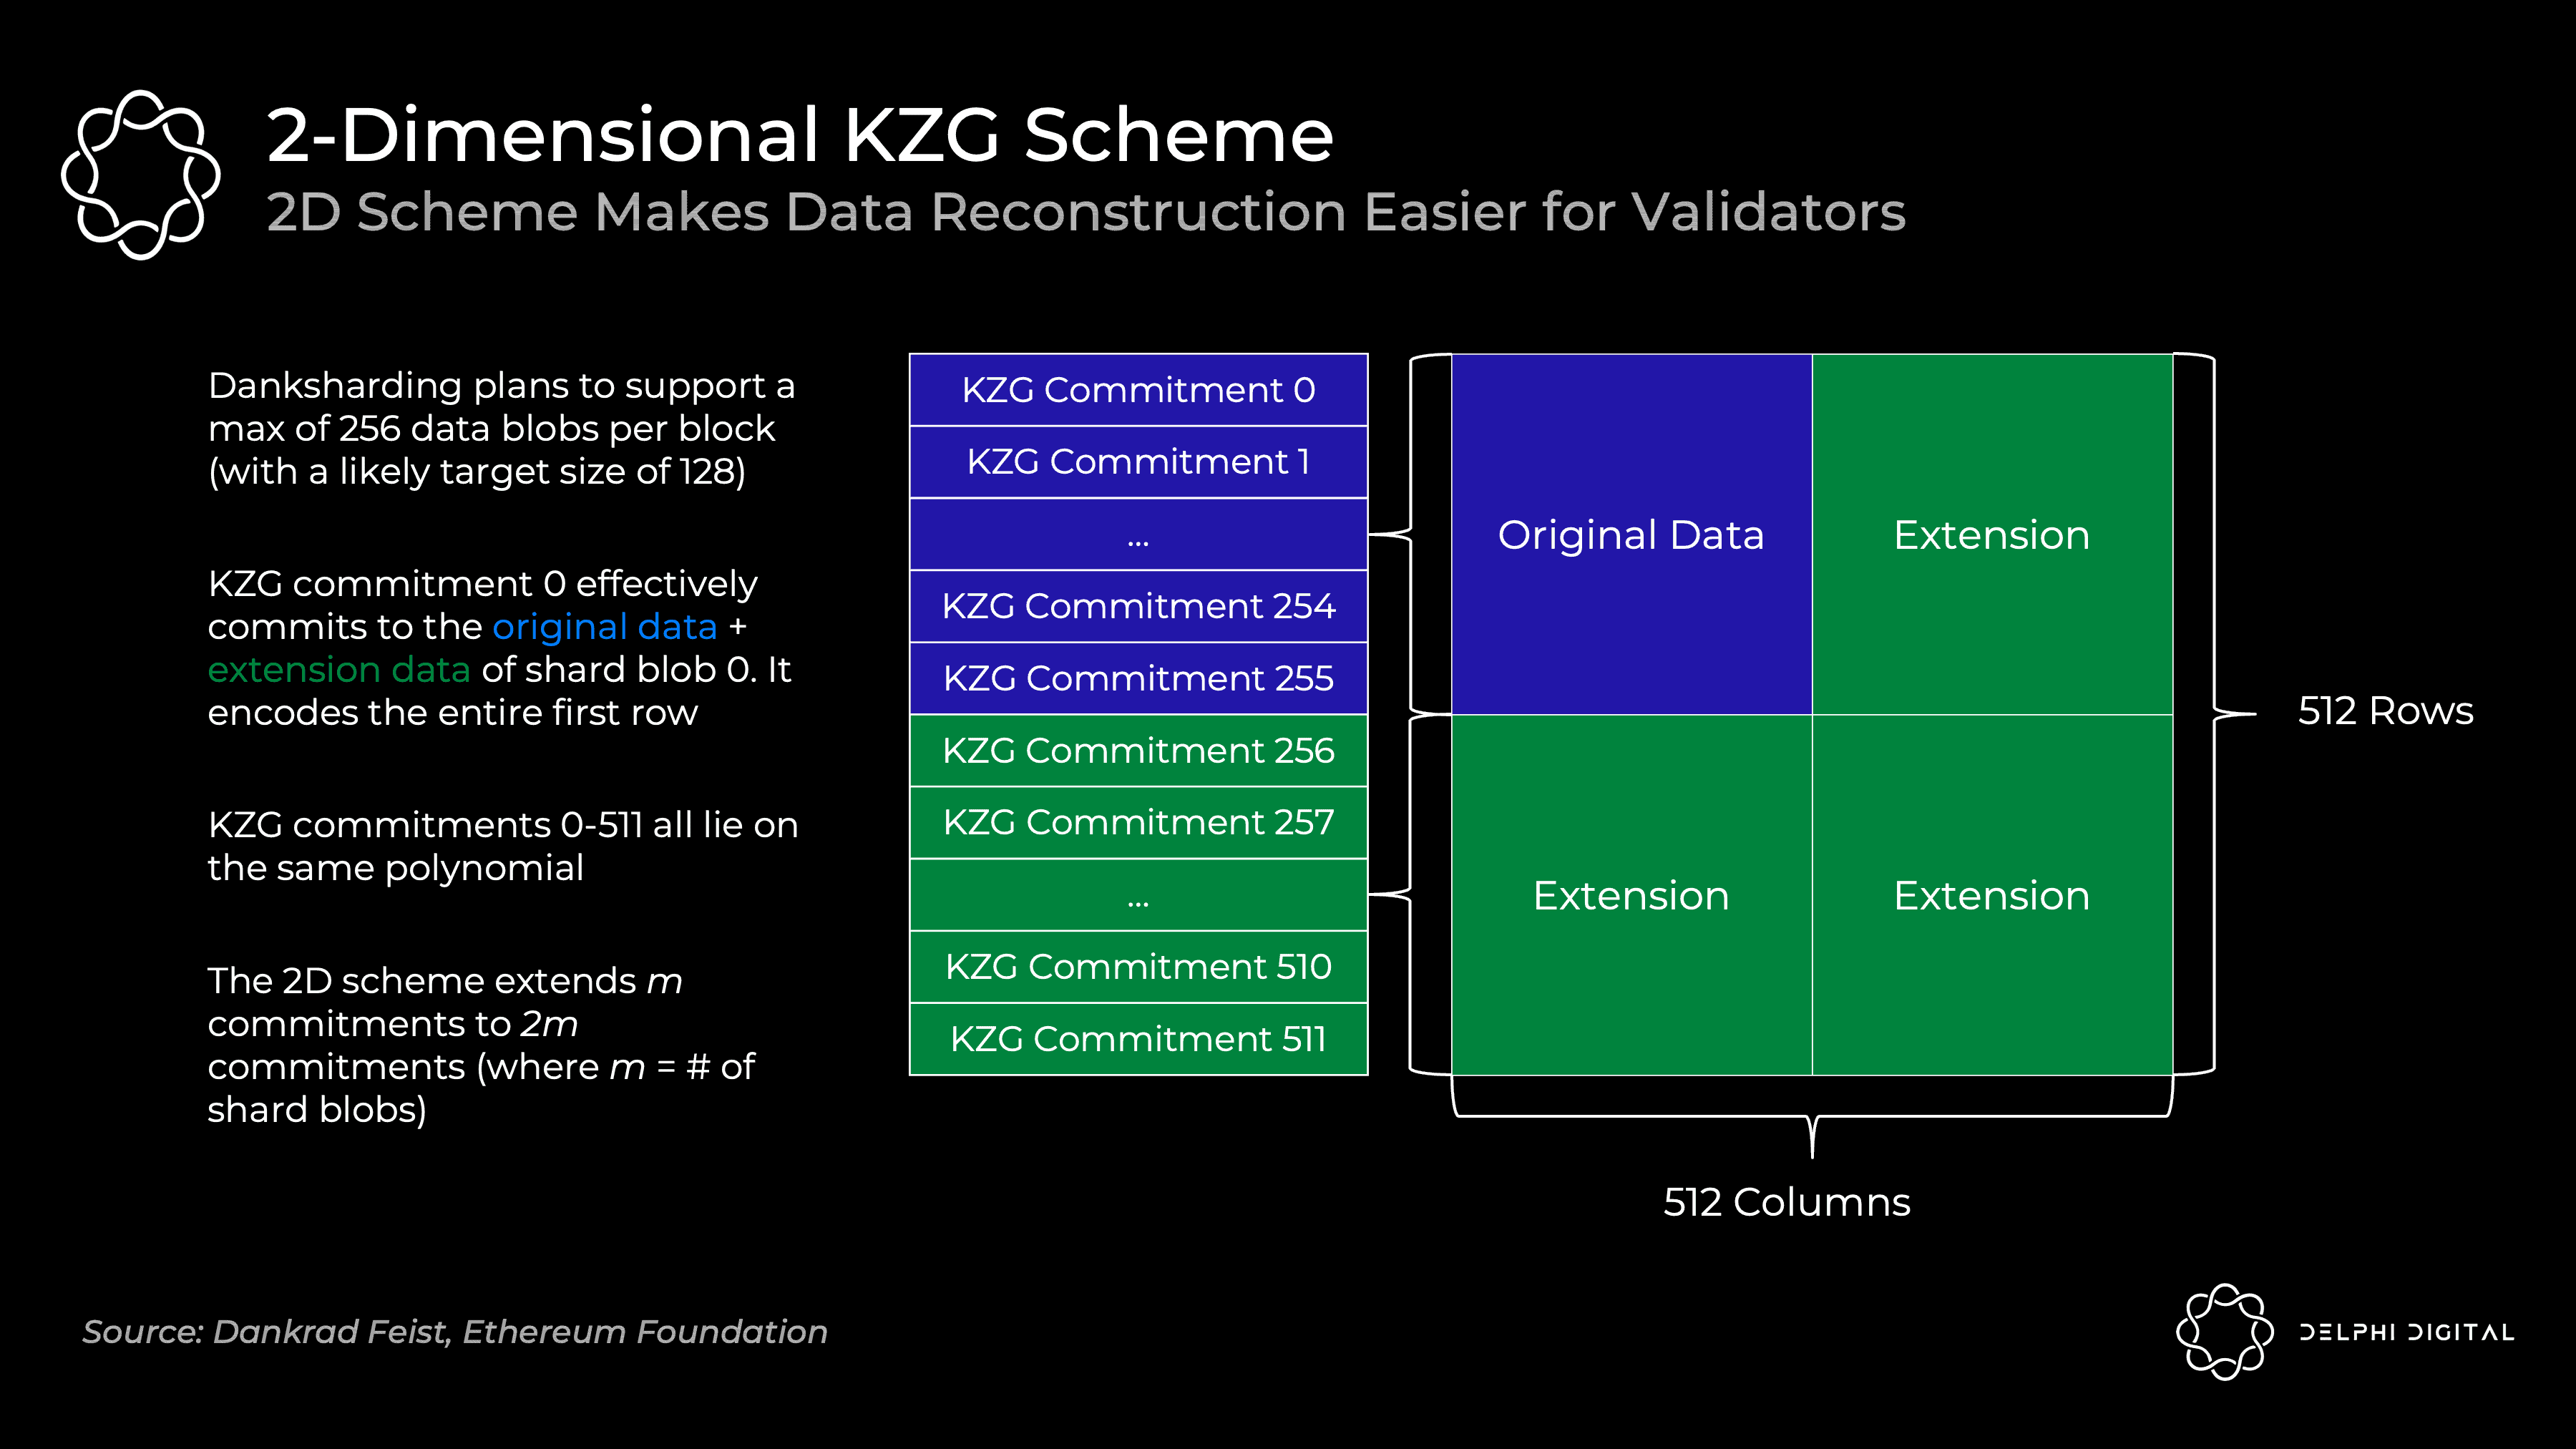 2-Dimensional KZG Scheme
2D Scheme Makes Data Reconstruction Easier for Validators
Danksharding plans to support a
max of 256 data blobs per block
(with a likely target size of 128)
KZG commitment 0 effectively
commits to the original data +
extension data of shard blob 0. It
encodes the entire first row
KZG commitments 0-511 all lie on
the same polynomial
The 2D scheme extends m
commitments to 2m
commitments (where m = # of
shard blobs)
KZG Commitment 0
KZG Commitment 1
...
KZG Commitment 254
KZG Commitment 255
KZG Commitment 256
KZG Commitment 257
...
KZG Commitment 510
KZG Commitment 511
Original Data
Extension
Extension
Extension
512 Rows
512 Columns
Source: Dankrad Feist, Ethereum Foundation
DELPHI DIGITAL